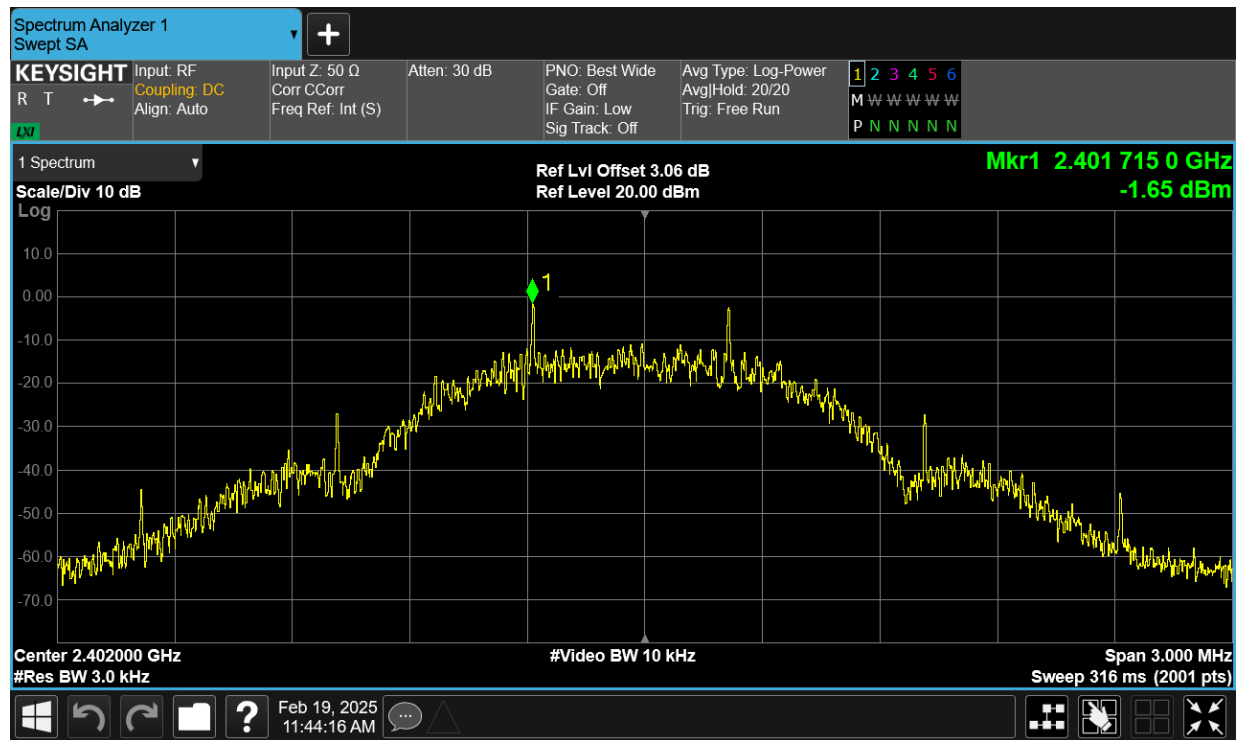 Spectrum Analyzer 1
Swept SA
▼
+
KEYSIGHT
R T
LXI
Input: RF
Coupling: DC
Align: Auto
Input Z: 50 Ω
Corr CCorr
Freq Ref: Int (S)
Atten: 30 dB
PNO: Best Wide
Gate: Off
IF Gain: Low
Sig Track: Off
Avg Type: Log-Power
Avg|Hold: 20/20
Trig: Free Run
1 2 3 4 5 6
M W W W W W W
P N N N N N N
1 Spectrum ▼
Scale/Div 10 dB
Ref Lvl Offset 3.06 dB
Ref Level 20.00 dBm
Mkr1 2.401 715 0 GHz
-1.65 dBm
Log
10.0
0.00
-10.0
-20.0
-30.0
-40.0
-50.0
-60.0
-70.0
1
Center 2.402000 GHz
#Video BW 10 kHz
Span 3.000 MHz
#Res BW 3.0 kHz
Sweep 316 ms (2001 pts)
?
Feb 19, 2025
11:44:16 AM